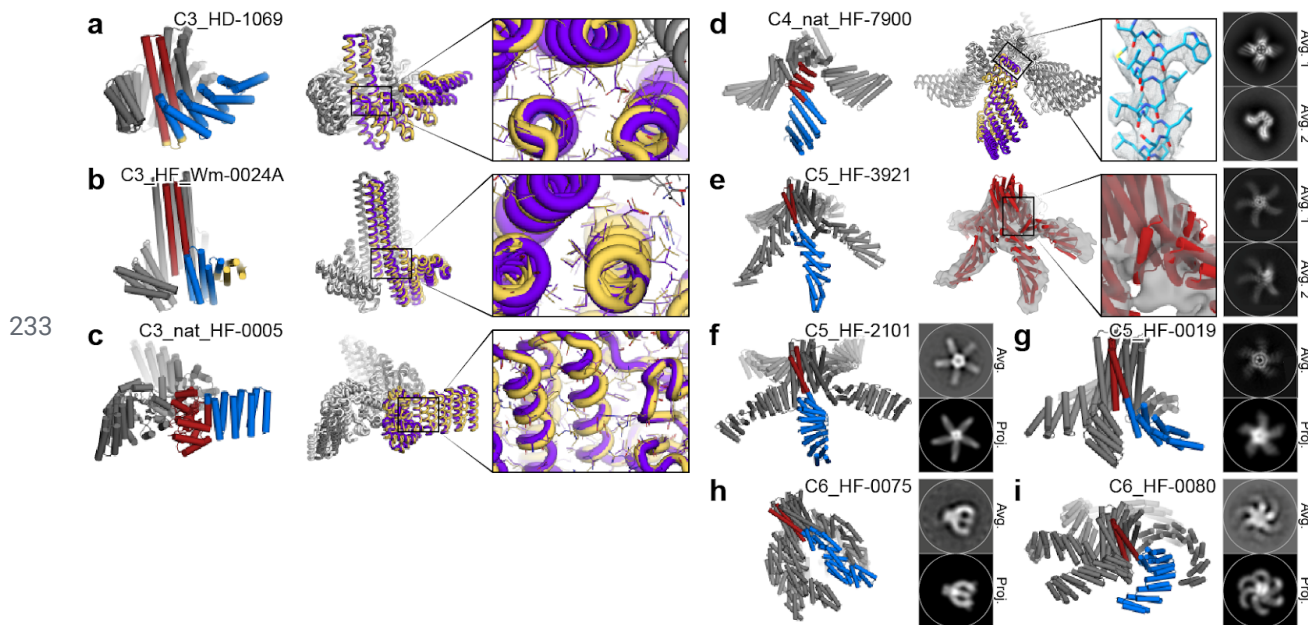 a C3_HD-1069
b C3_HF_Wm-0024A
233
c C3_nat_HF-0005
d C4_nat_HF-7900
Avg. 1
Avg. 2
e C5_HF-3921
Avg. 1
Avg. 2
f C5_HF-2101
Avg.
Proj.
g C5_HF-0019
Avg.
Proj.
h C6_HF-0075
Avg.
Proj.
i C6_HF-0080
Avg.
Proj.